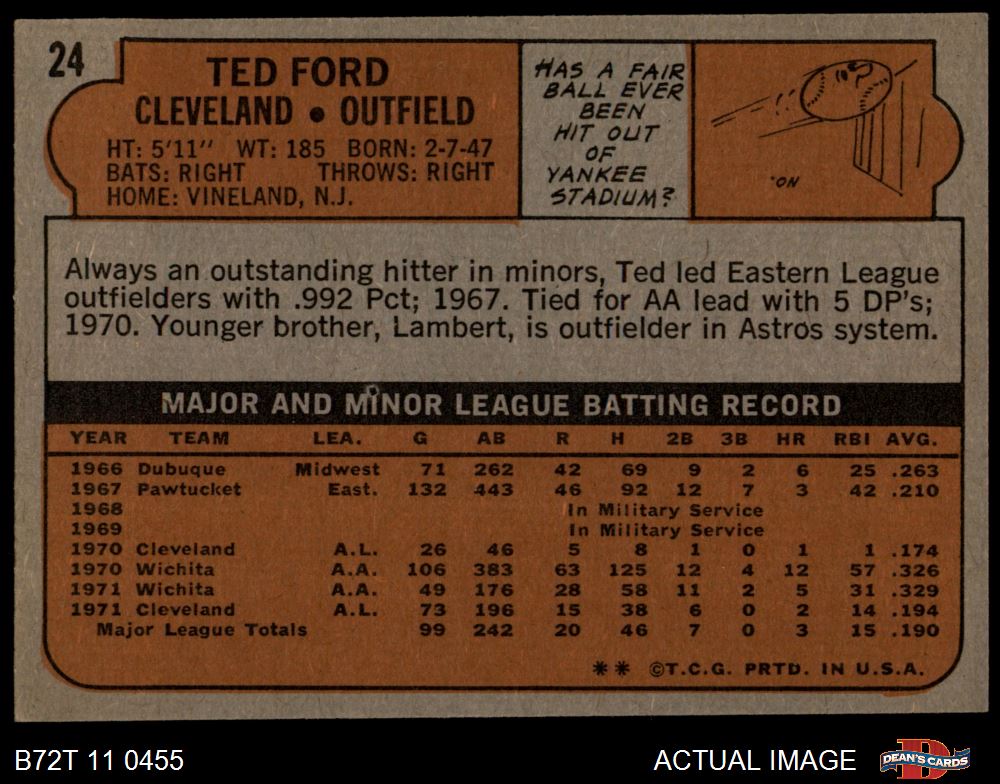 24
TED FORD
CLEVELAND • OUTFIELD
HT: 5'11" WT: 185 BORN: 2-7-47
BATS: RIGHT THROWS: RIGHT
HOME: VINELAND, N.J.
HAS A FAIR
BALL EVER
BEEN
HIT OUT
OF
YANKEE
STADIUM?
"ON
Always an outstanding hitter in minors, Ted led Eastern League
outfielders with .992 Pct; 1967. Tied for AA lead with 5 DP's;
1970. Younger brother, Lambert, is outfielder in Astros system.
MAJOR AND MINOR LEAGUE BATTING RECORD
YEAR TEAM LEA. G AB R H 2B 3B HR RBI AVG.
1966 Dubuque Midwest 71 262 42 69 9 2 6 25 .263
1967 Pawtucket East. 132 443 46 92 12 7 3 42 .210
1968 In Military Service
1969 In Military Service
1970 Cleveland A.L. 26 46 5 8 1 0 1 1 .174
1970 Wichita A.A. 106 383 63 125 12 4 12 57 .326
1971 Wichita A.A. 49 176 28 58 11 2 5 31 .329
1971 Cleveland A.L. 73 196 15 38 6 0 2 14 .194
Major League Totals 99 242 20 46 7 0 3 15 .190
** ©T.C.G. PRTD. IN U.S.A.
B72T 11 0455
ACTUAL IMAGE
DEAN'S CARDS